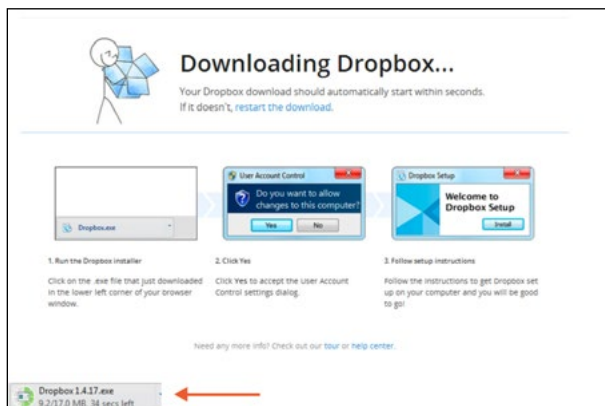 Downloading Dropbox...
Your Dropbox download should automatically start within seconds.
If it doesn't, restart the download.
Dropbox.exe
User Account Control
Do you want to allow
changes to this computer?
Yes No
Dropbox Setup
Welcome to
Dropbox Setup
Install
1. Run the Dropbox installer
Click on the .exe file that just downloaded
in the lower left corner of your browser
window.
2. Click Yes
Click Yes to accept the User Account
Control settings dialog.
3. Follow setup instructions
Follow the instructions to get Dropbox set
up on your computer and you will be good
to go!
Need any more info? Check out our tour or help center.
Dropbox 1.4.17.exe
9.2/17.0 MB, 34 secs left